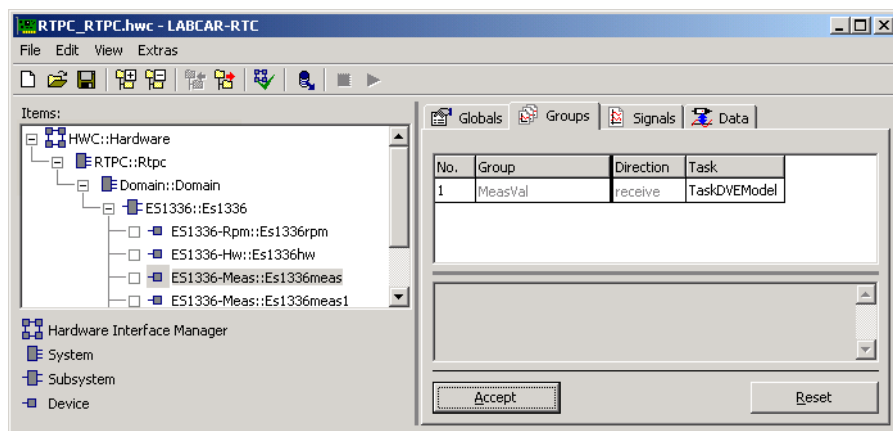 RTPC_RTPC.hwc - LABCAR-RTC
File Edit View Extras
Items:
HWC::Hardware
RTPC::Rtpc
Domain::Domain
ES1336::Es1336
ES1336-Rpm::Es1336rpm
ES1336-Hw::Es1336hw
ES1336-Meas::Es1336meas
ES1336-Meas::Es1336meas1
Hardware Interface Manager
System
Subsystem
Device
Globals Groups Signals Data
No. Group Direction Task
1 MeasVal receive TaskDVEModel
Accept Reset